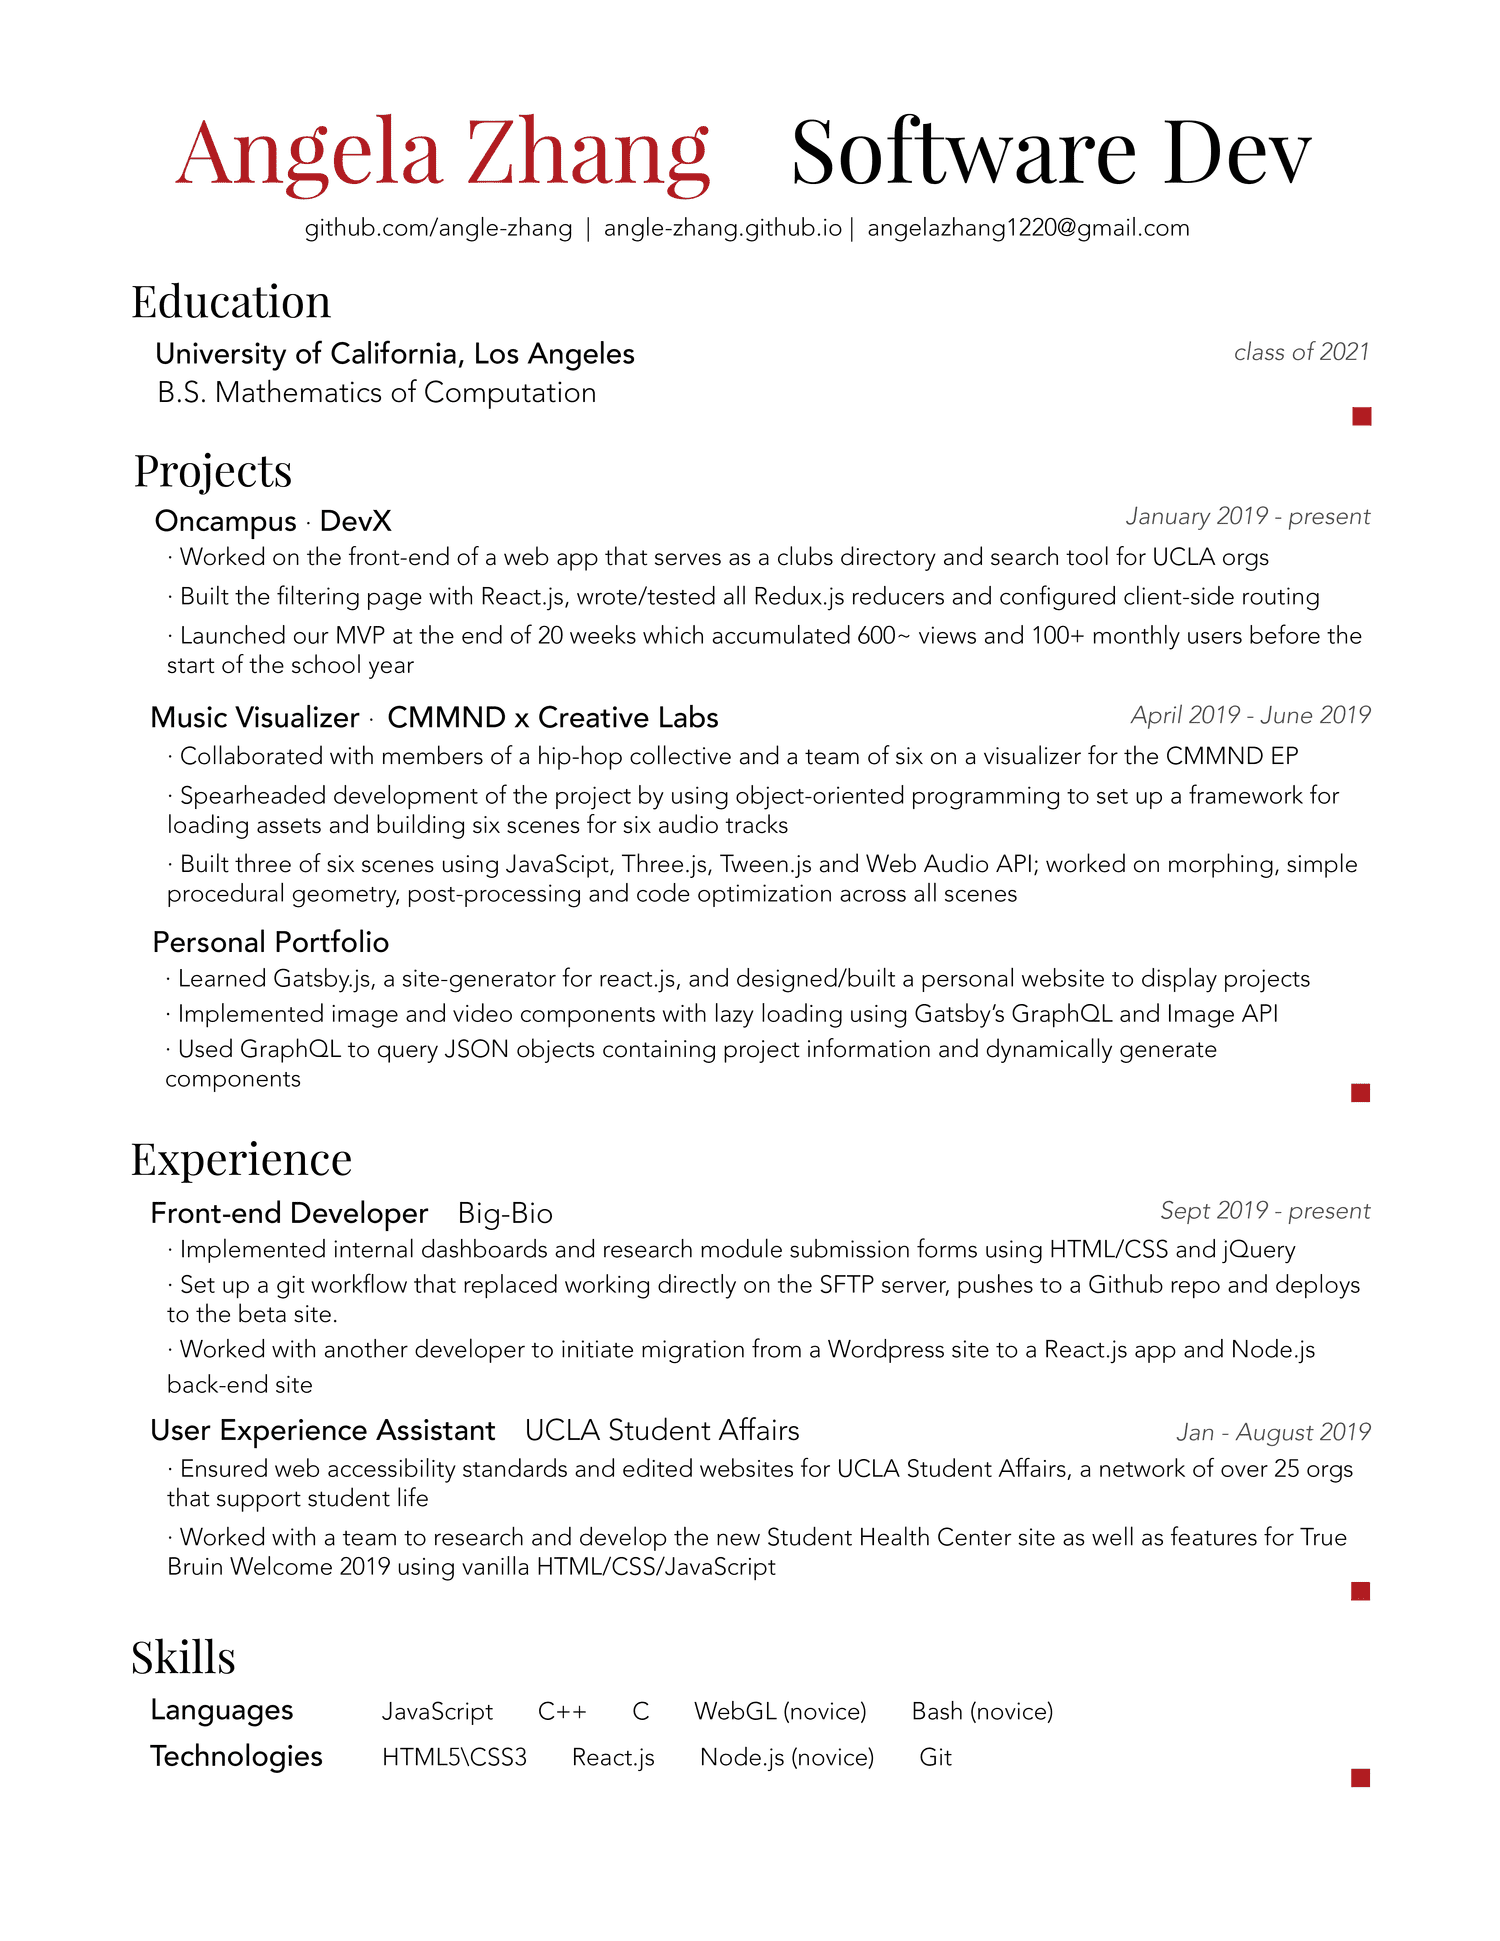 Angela Zhang Software Dev
github.com/angle-zhang | angle-zhang.github.io | angelazhang1220@gmail.com
Education
University of California, Los Angeles class of 2021
B.S. Mathematics of Computation
Projects
Oncampus · DevX January 2019 - present
· Worked on the front-end of a web app that serves as a clubs directory and search tool for UCLA orgs
· Built the filtering page with React.js, wrote/tested all Redux.js reducers and configured client-side routing
· Launched our MVP at the end of 20 weeks which accumulated 600~ views and 100+ monthly users before the
start of the school year
Music Visualizer · CMMND x Creative Labs April 2019 - June 2019
· Collaborated with members of a hip-hop collective and a team of six on a visualizer for the CMMND EP
· Spearheaded development of the project by using object-oriented programming to set up a framework for
loading assets and building six scenes for six audio tracks
· Built three of six scenes using JavaScipt, Three.js, Tween.js and Web Audio API; worked on morphing, simple
procedural geometry, post-processing and code optimization across all scenes
Personal Portfolio
· Learned Gatsby.js, a site-generator for react.js, and designed/built a personal website to display projects
· Implemented image and video components with lazy loading using Gatsby’s GraphQL and Image API
· Used GraphQL to query JSON objects containing project information and dynamically generate
components
Experience
Front-end Developer Big-Bio Sept 2019 - present
· Implemented internal dashboards and research module submission forms using HTML/CSS and jQuery
· Set up a git workflow that replaced working directly on the SFTP server, pushes to a Github repo and deploys
to the beta site.
· Worked with another developer to initiate migration from a Wordpress site to a React.js app and Node.js
back-end site
User Experience Assistant UCLA Student Affairs Jan - August 2019
· Ensured web accessibility standards and edited websites for UCLA Student Affairs, a network of over 25 orgs
that support student life
· Worked with a team to research and develop the new Student Health Center site as well as features for True
Bruin Welcome 2019 using vanilla HTML/CSS/JavaScript
Skills
Languages JavaScript C++ C WebGL (novice) Bash (novice)
Technologies HTML5\CSS3 React.js Node.js (novice) Git